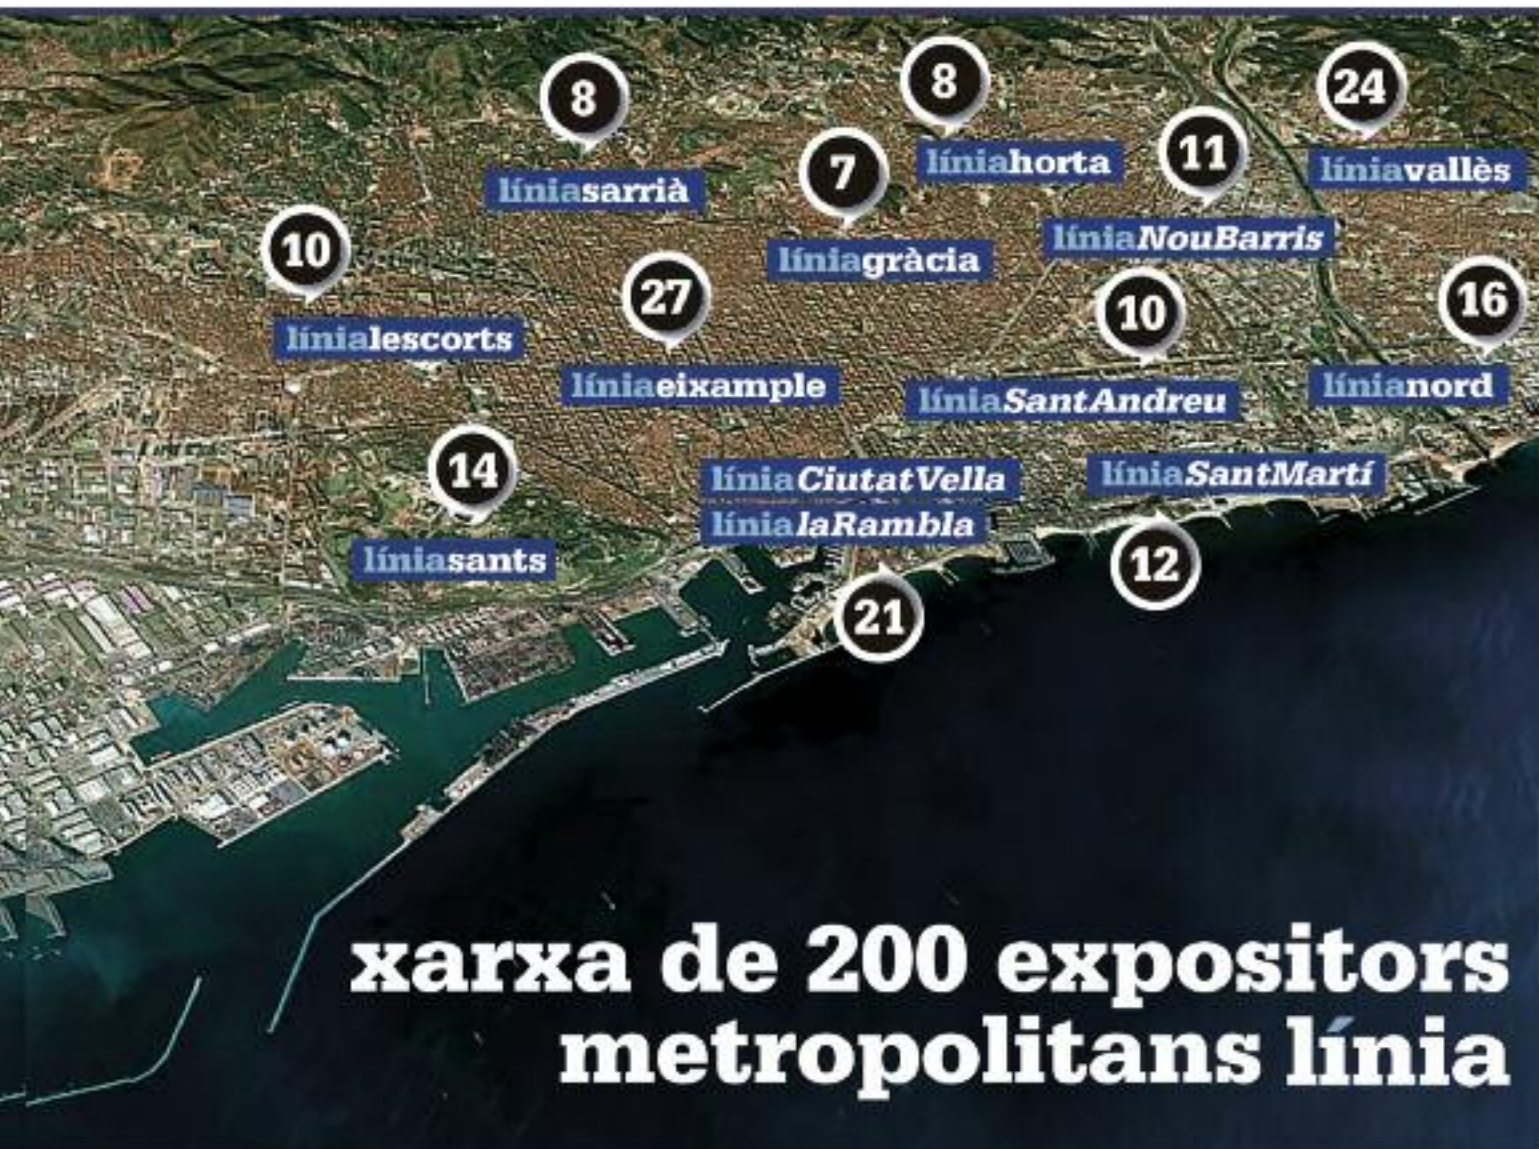 8
líniasarrià
8
líniahorta
24
líniavallès
7
líniagràcia
11
líniaNouBarris
10
línialescorts
27
líniaeixample
10
líniaSantAndreu
16
línianord
14
líniasants
líniaCiutatVella
línialaRambla
21
líniaSantMartí
12
xarxa de 200 expositors
metropolitans línia